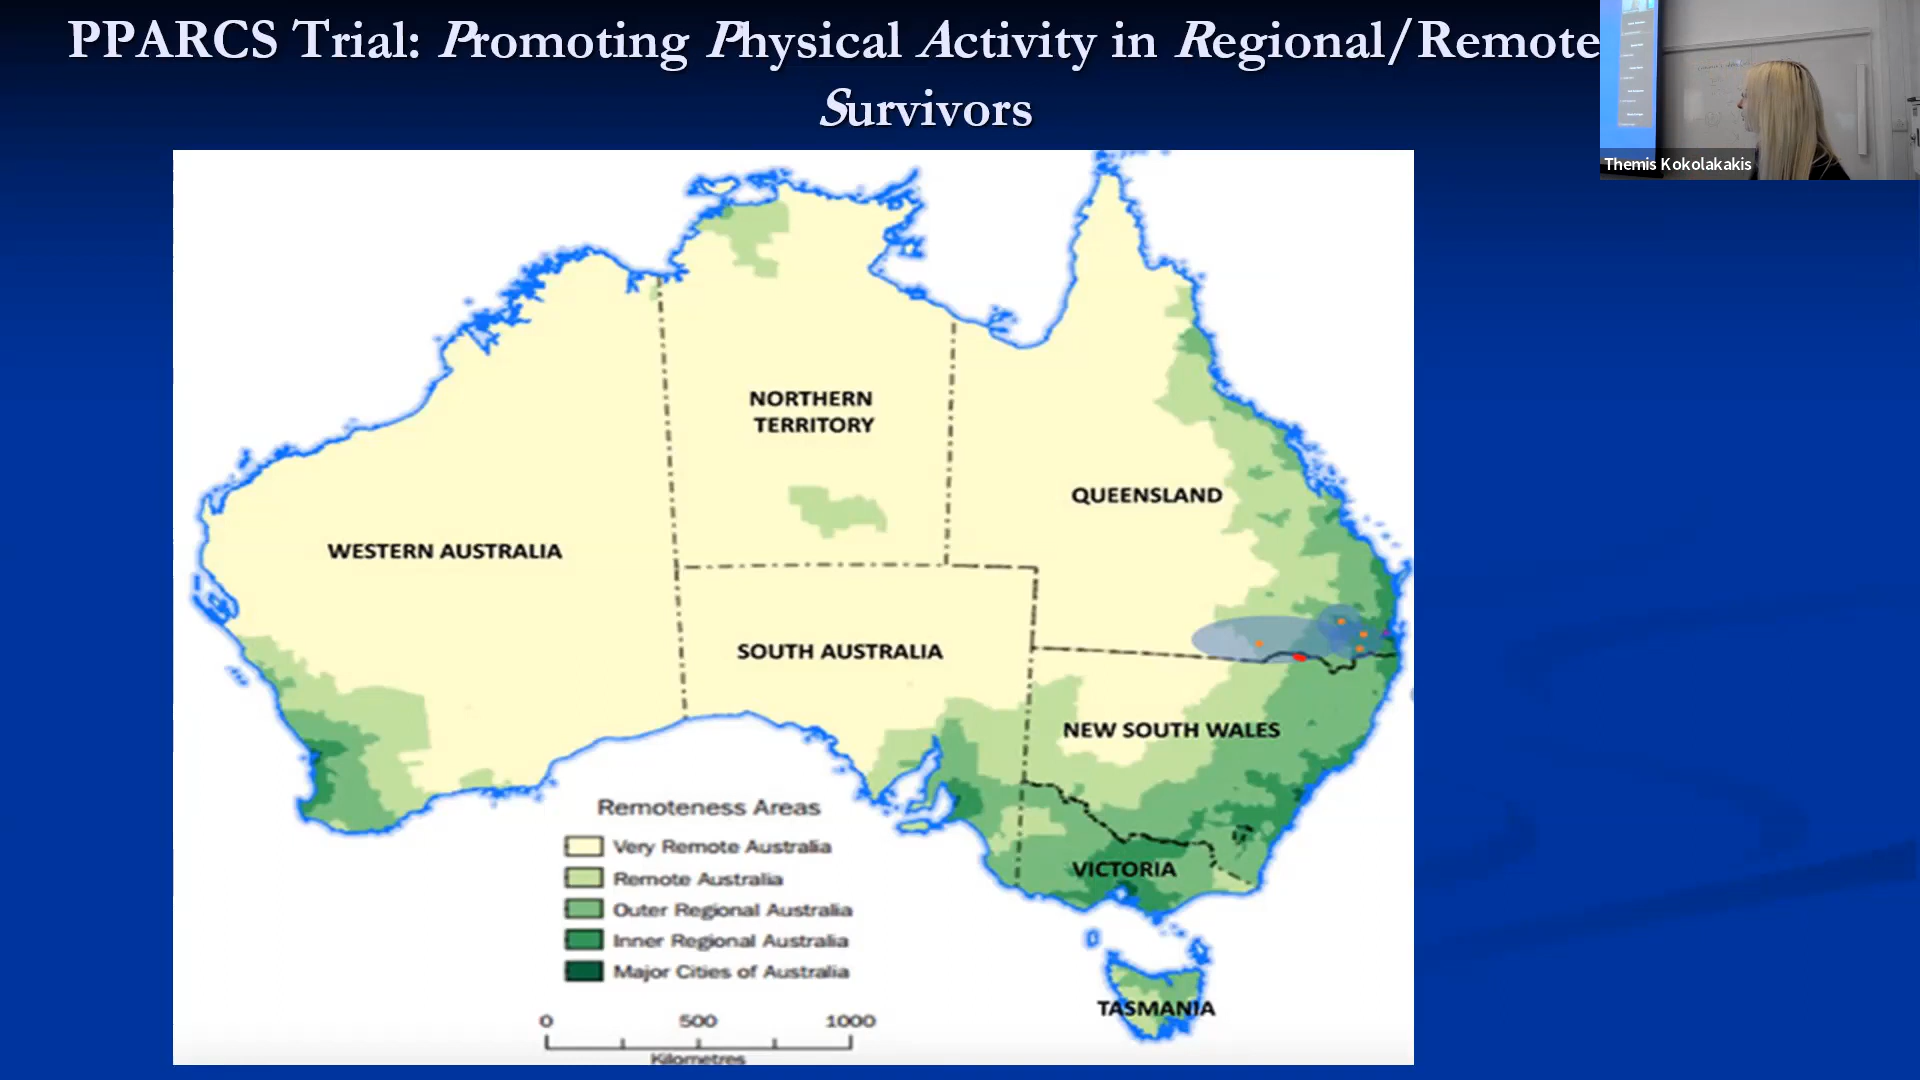 PPARCS Trial: Promoting Physical Activity in Regional/Remote
Survivors
Themis Kokolakakis
NORTHERN
TERRITORY
QUEENSLAND
WESTERN AUSTRALIA
SOUTH AUSTRALIA
NEW SOUTH WALES
VICTORIA
TASMANIA
Remoteness Areas
Very Remote Australia
Remote Australia
Outer Regional Australia
Inner Regional Australia
Major Cities of Australia
0 500 1000
Kilometres